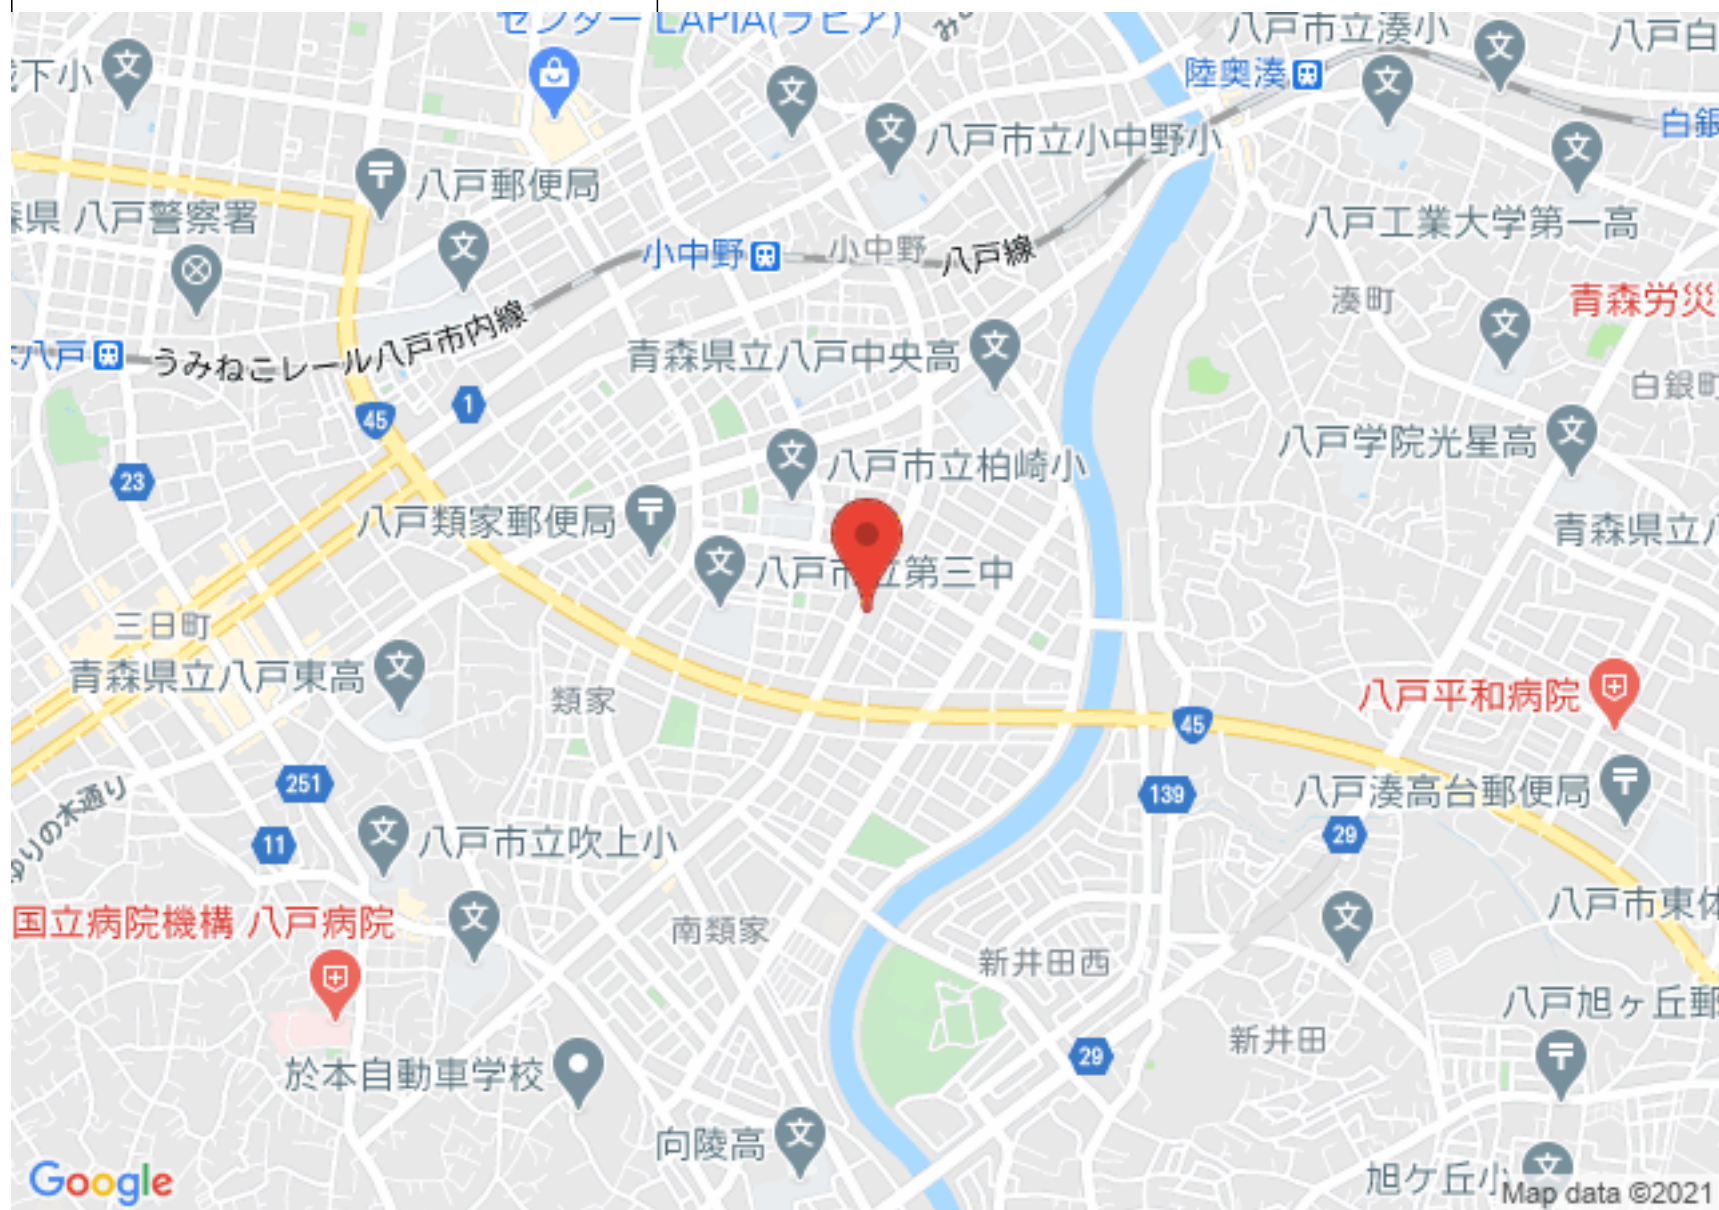 センター LAPIA(ラピア)
八戸市立湊小
八戸白
下小
陸奥湊
白銀
八戸市立小中野小
八戸郵便局
森県 八戸警察署
八戸工業大学第一高
小中野
小中野
八戸線
湊町
青森労災
うみねこレール八戸市内線
八戸
青森県立八戸中央高
白銀町
45
1
八戸学院光星高
八戸市立柏崎小
23
八戸類家郵便局
青森県立八
八戸市立第三中
三日町
青森県立八戸東高
類家
八戸平和病院
45
251
139
八戸湊高台郵便局
ゆりの木通り
11
八戸市立吹上小
29
国立病院機構 八戸病院
南類家
八戸市東体
新井田西
八戸旭ヶ丘郵
新井田
29
於本自動車学校
向陵高
旭ケ丘小
Google
Map data ©2021